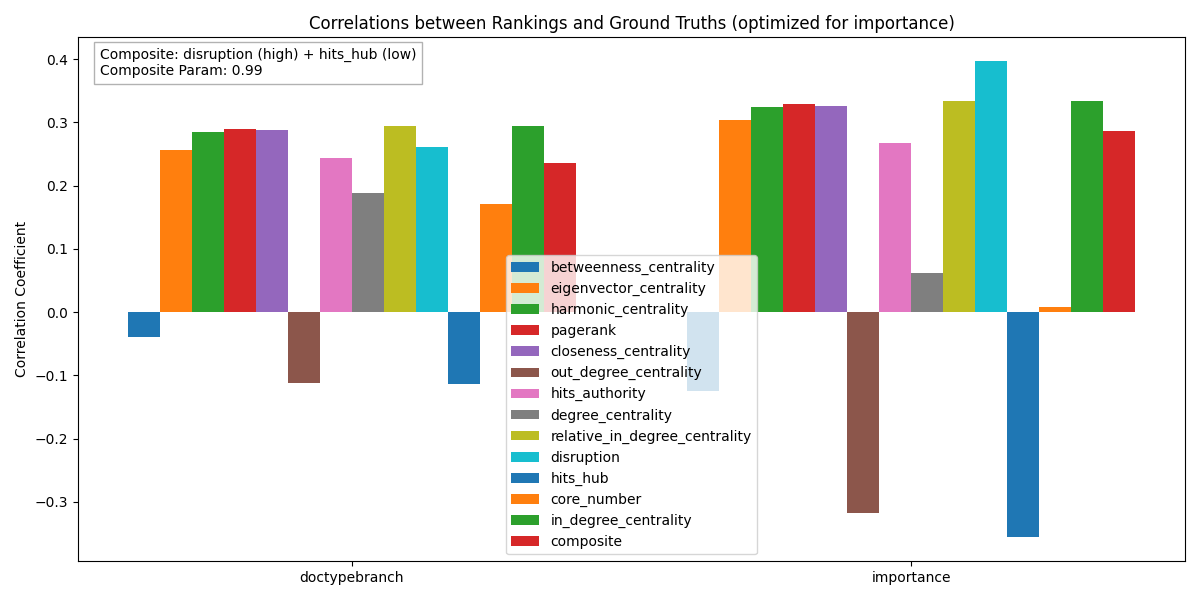 Correlations between Rankings and Ground Truths (optimized for importance)
Composite: disruption (high) + hits_hub (low)
Composite Param: 0.99
Correlation Coefficient
0.4
0.3
0.2
0.1
0.0
−0.1
−0.2
−0.3
betweenness_centrality
eigenvector_centrality
harmonic_centrality
pagerank
closeness_centrality
out_degree_centrality
hits_authority
degree_centrality
relative_in_degree_centrality
disruption
hits_hub
core_number
in_degree_centrality
composite
doctypebranch
importance